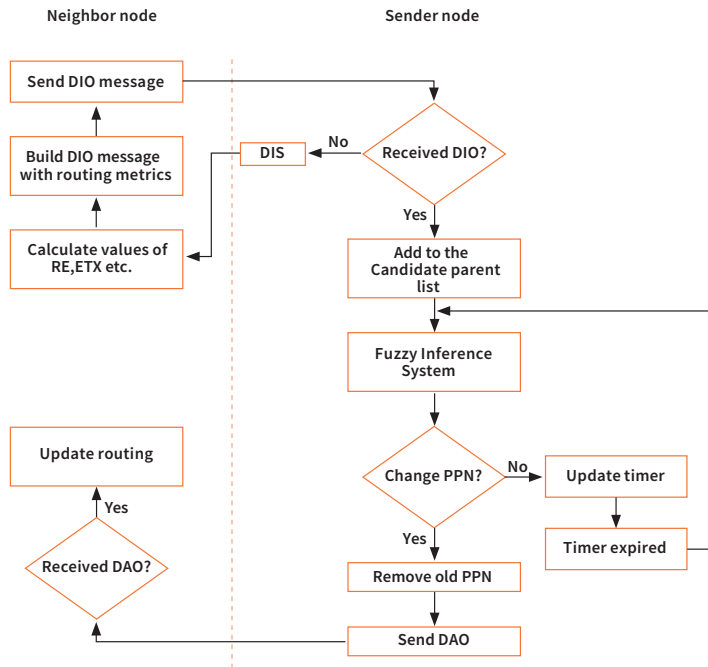 Neighbor node
Sender node
Send DIO message
Build DIO message
with routing metrics
DIS
No
Received DIO?
Yes
Calculate values of
RE,ETX etc.
Add to the
Candidate parent
list
Fuzzy Inference
System
Update routing
Yes
Received DAO?
Change PPN?
No
Update timer
Timer expired
Yes
Remove old PPN
Send DAO